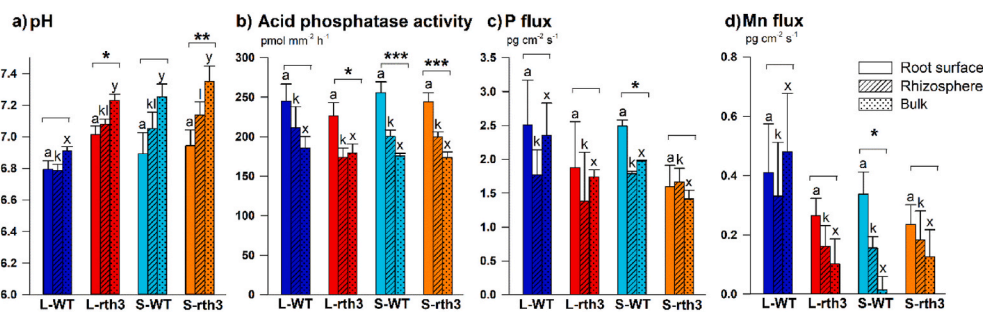 a) pH
b) Acid phosphatase activity
c) P flux
d) Mn flux
pmol mm⁻² h⁻¹
pg cm⁻² s⁻¹
pg cm⁻² s⁻¹
7.4
7.2
7.0
6.8
6.6
6.4
6.2
6.0
a k x
* a kl y
a kl y
** a l y
L-WT L-rth3 S-WT S-rth3
300
250
200
150
100
50
0
a k x
* a k x
*** a k x
*** a k x
L-WT L-rth3 S-WT S-rth3
3.5
3.0
2.5
2.0
1.5
1.0
0.5
0.0
a k x
a k x
* a k x
a k x
L-WT L-rth3 S-WT S-rth3
0.8
0.6
0.4
0.2
0.0
a k x
a k x
* a k x
a k x
L-WT L-rth3 S-WT S-rth3
Root surface
Rhizosphere
Bulk